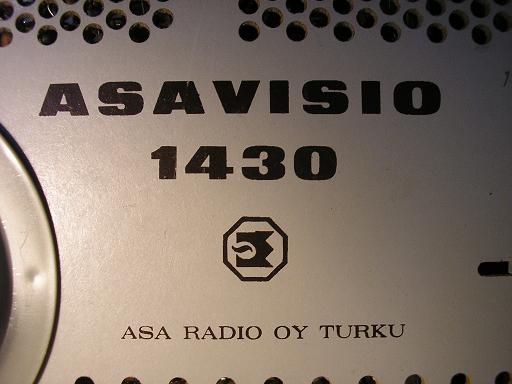 ASAVISIO
1430
ASA RADIO OY TURKU